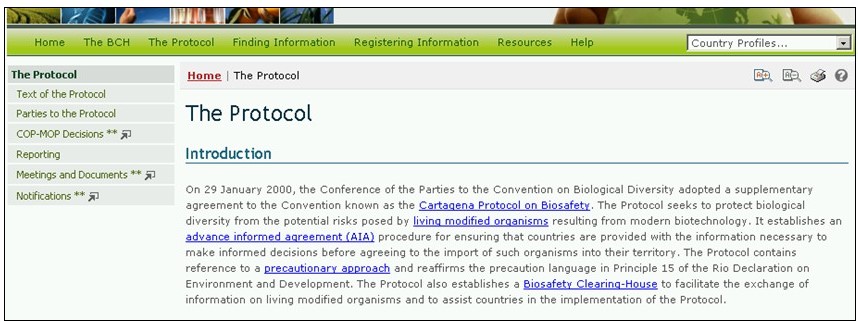 Home The BCH The Protocol Finding Information Registering Information Resources Help Country Profiles...
The Protocol
Text of the Protocol
Parties to the Protocol
COP-MOP Decisions **
Reporting
Meetings and Documents **
Notifications **
Home | The Protocol
The Protocol
Introduction
On 29 January 2000, the Conference of the Parties to the Convention on Biological Diversity adopted a supplementary
agreement to the Convention known as the Cartagena Protocol on Biosafety. The Protocol seeks to protect biological
diversity from the potential risks posed by living modified organisms resulting from modern biotechnology. It establishes an
advance informed agreement (AIA) procedure for ensuring that countries are provided with the information necessary to
make informed decisions before agreeing to the import of such organisms into their territory. The Protocol contains
reference to a precautionary approach and reaffirms the precaution language in Principle 15 of the Rio Declaration on
Environment and Development. The Protocol also establishes a Biosafety Clearing-House to facilitate the exchange of
information on living modified organisms and to assist countries in the implementation of the Protocol.